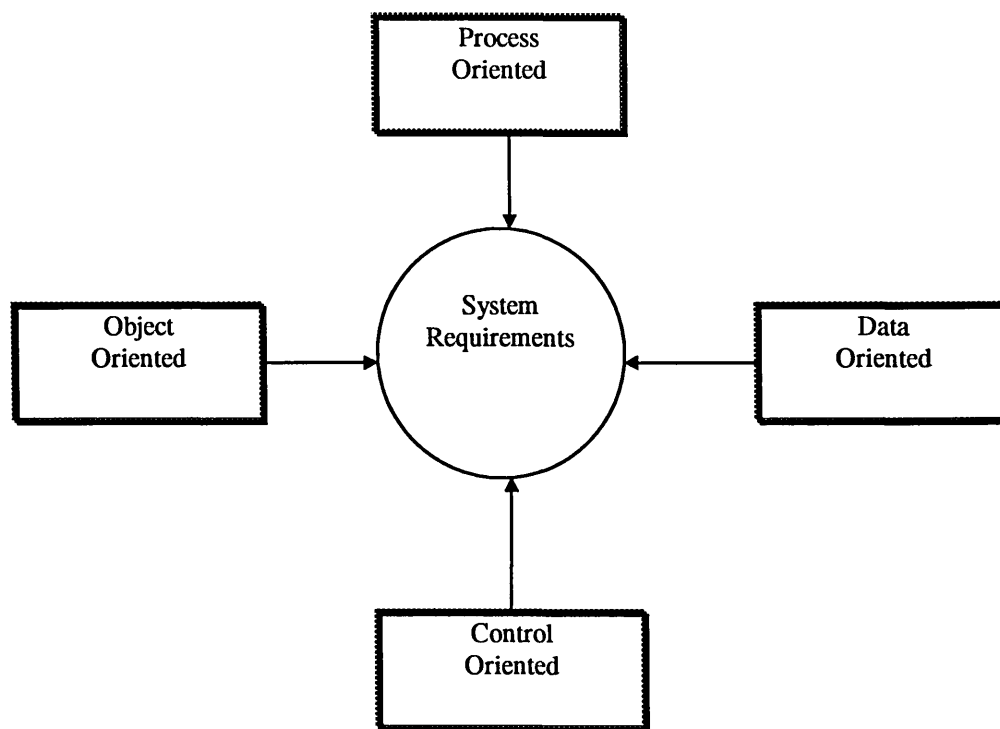 Process
Oriented
Object
Oriented
System
Requirements
Data
Oriented
Control
Oriented